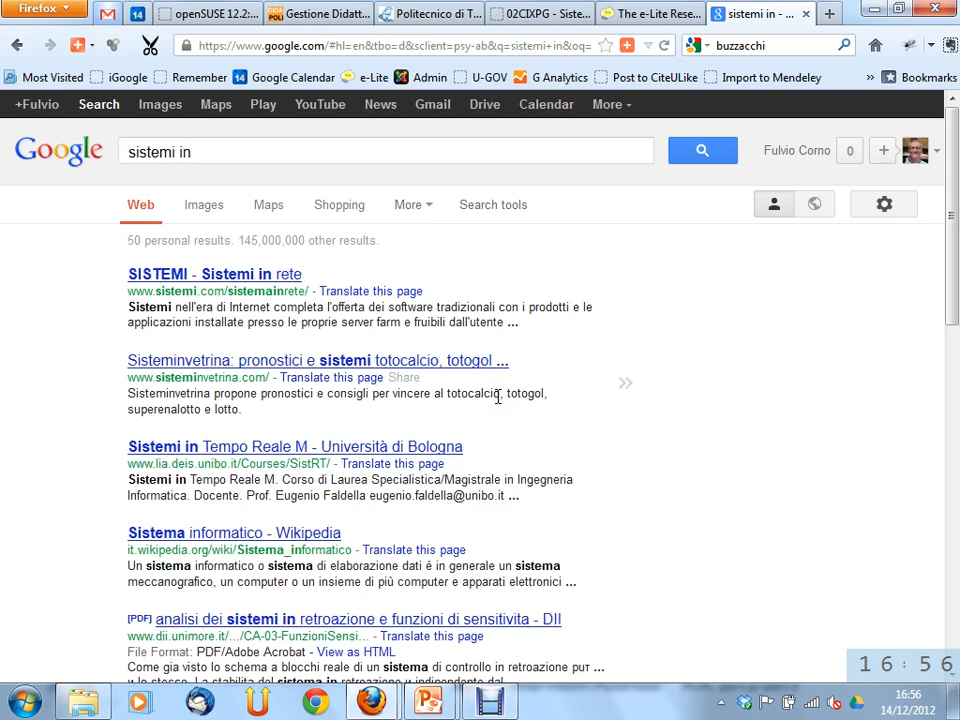 Firefox
14
openSUSE 12.2:...
Gestione Didatt...
Politecnico di T...
02CIXPG - Siste...
The e-Lite Rese...
sistemi in - ...
https://www.google.com/#hl=en&tbo=d&sclient=psy-ab&q=sistemi+in&oq=
buzzacchi
Most Visited
iGoogle
Remember
14 Google Calendar
e-Lite
Admin
U-GOV
G Analytics
Post to CiteULike
Import to Mendeley
»
Bookmarks
+Fulvio Search Images Maps Play YouTube News Gmail Drive Calendar More
Google
sistemi in
Fulvio Corno
0
+
Web Images Maps Shopping More Search tools
50 personal results. 145,000,000 other results.
SISTEMI - Sistemi in rete
www.sistemi.com/sistemainrete/ - Translate this page
Sistemi nell'era di Internet completa l'offerta dei software tradizionali con i prodotti e le
applicazioni installate presso le proprie server farm e fruibili dall'utente ...
Sisteminvetrina: pronostici e sistemi totocalcio, totogol ...
www.sisteminvetrina.com/ - Translate this page Share
Sisteminvetrina propone pronostici e consigli per vincere al totocalcio, totogol,
superenalotto e lotto.
»
Sistemi in Tempo Reale M - Università di Bologna
www.lia.deis.unibo.it/Courses/SistRT/ - Translate this page
Sistemi in Tempo Reale M. Corso di Laurea Specialistica/Magistrale in Ingegneria
Informatica. Docente. Prof. Eugenio Faldella eugenio.faldella@unibo.it ...
Sistema informatico - Wikipedia
it.wikipedia.org/wiki/Sistema_informatico - Translate this page
Un sistema informatico o sistema di elaborazione dati è in generale un sistema
meccanografico, un computer o un insieme di più computer e apparati elettronici ...
[PDF] analisi dei sistemi in retroazione e funzioni di sensitivita - DII
www.dii.unimore.it/.../CA-03-FunzioniSensi... - Translate this page
File Format: PDF/Adobe Acrobat - View as HTML
Come gia visto lo schema a blocchi reale di un sistema di controllo in retroazione può ...
16:56
16:56
14/12/2012